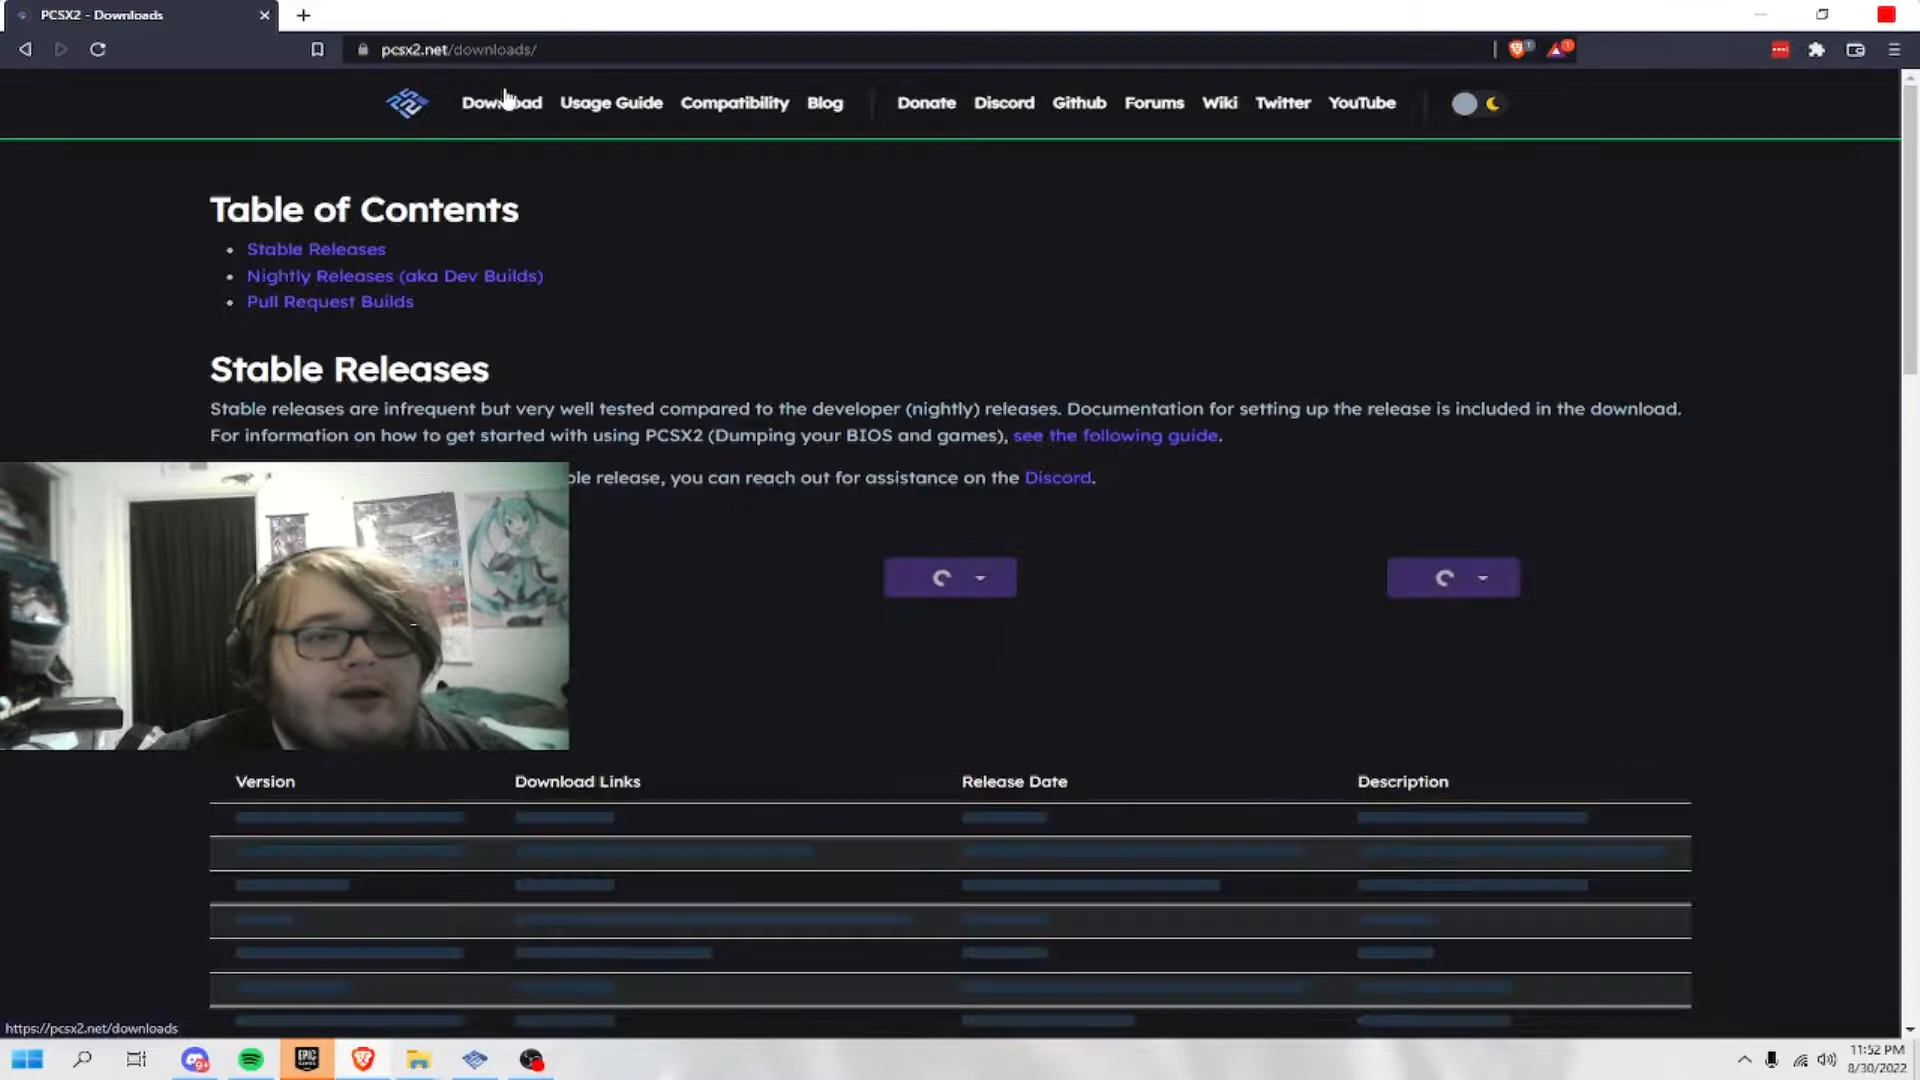 PCSX2 - Downloads
pcsx2.net/downloads/
1
1
Download Usage Guide Compatibility Blog Donate Discord Github Forums Wiki Twitter YouTube
Table of Contents
Stable Releases
Nightly Releases (aka Dev Builds)
Pull Request Builds
Stable Releases
Stable releases are infrequent but very well tested compared to the developer (nightly) releases. Documentation for setting up the release is included in the download.
For information on how to get started with using PCSX2 (Dumping your BIOS and games), see the following guide.
ble release, you can reach out for assistance on the Discord.
Version Download Links Release Date Description
https://pcsx2.net/downloads
9+
EPIC
GAMES
11:52 PM
8/30/2022